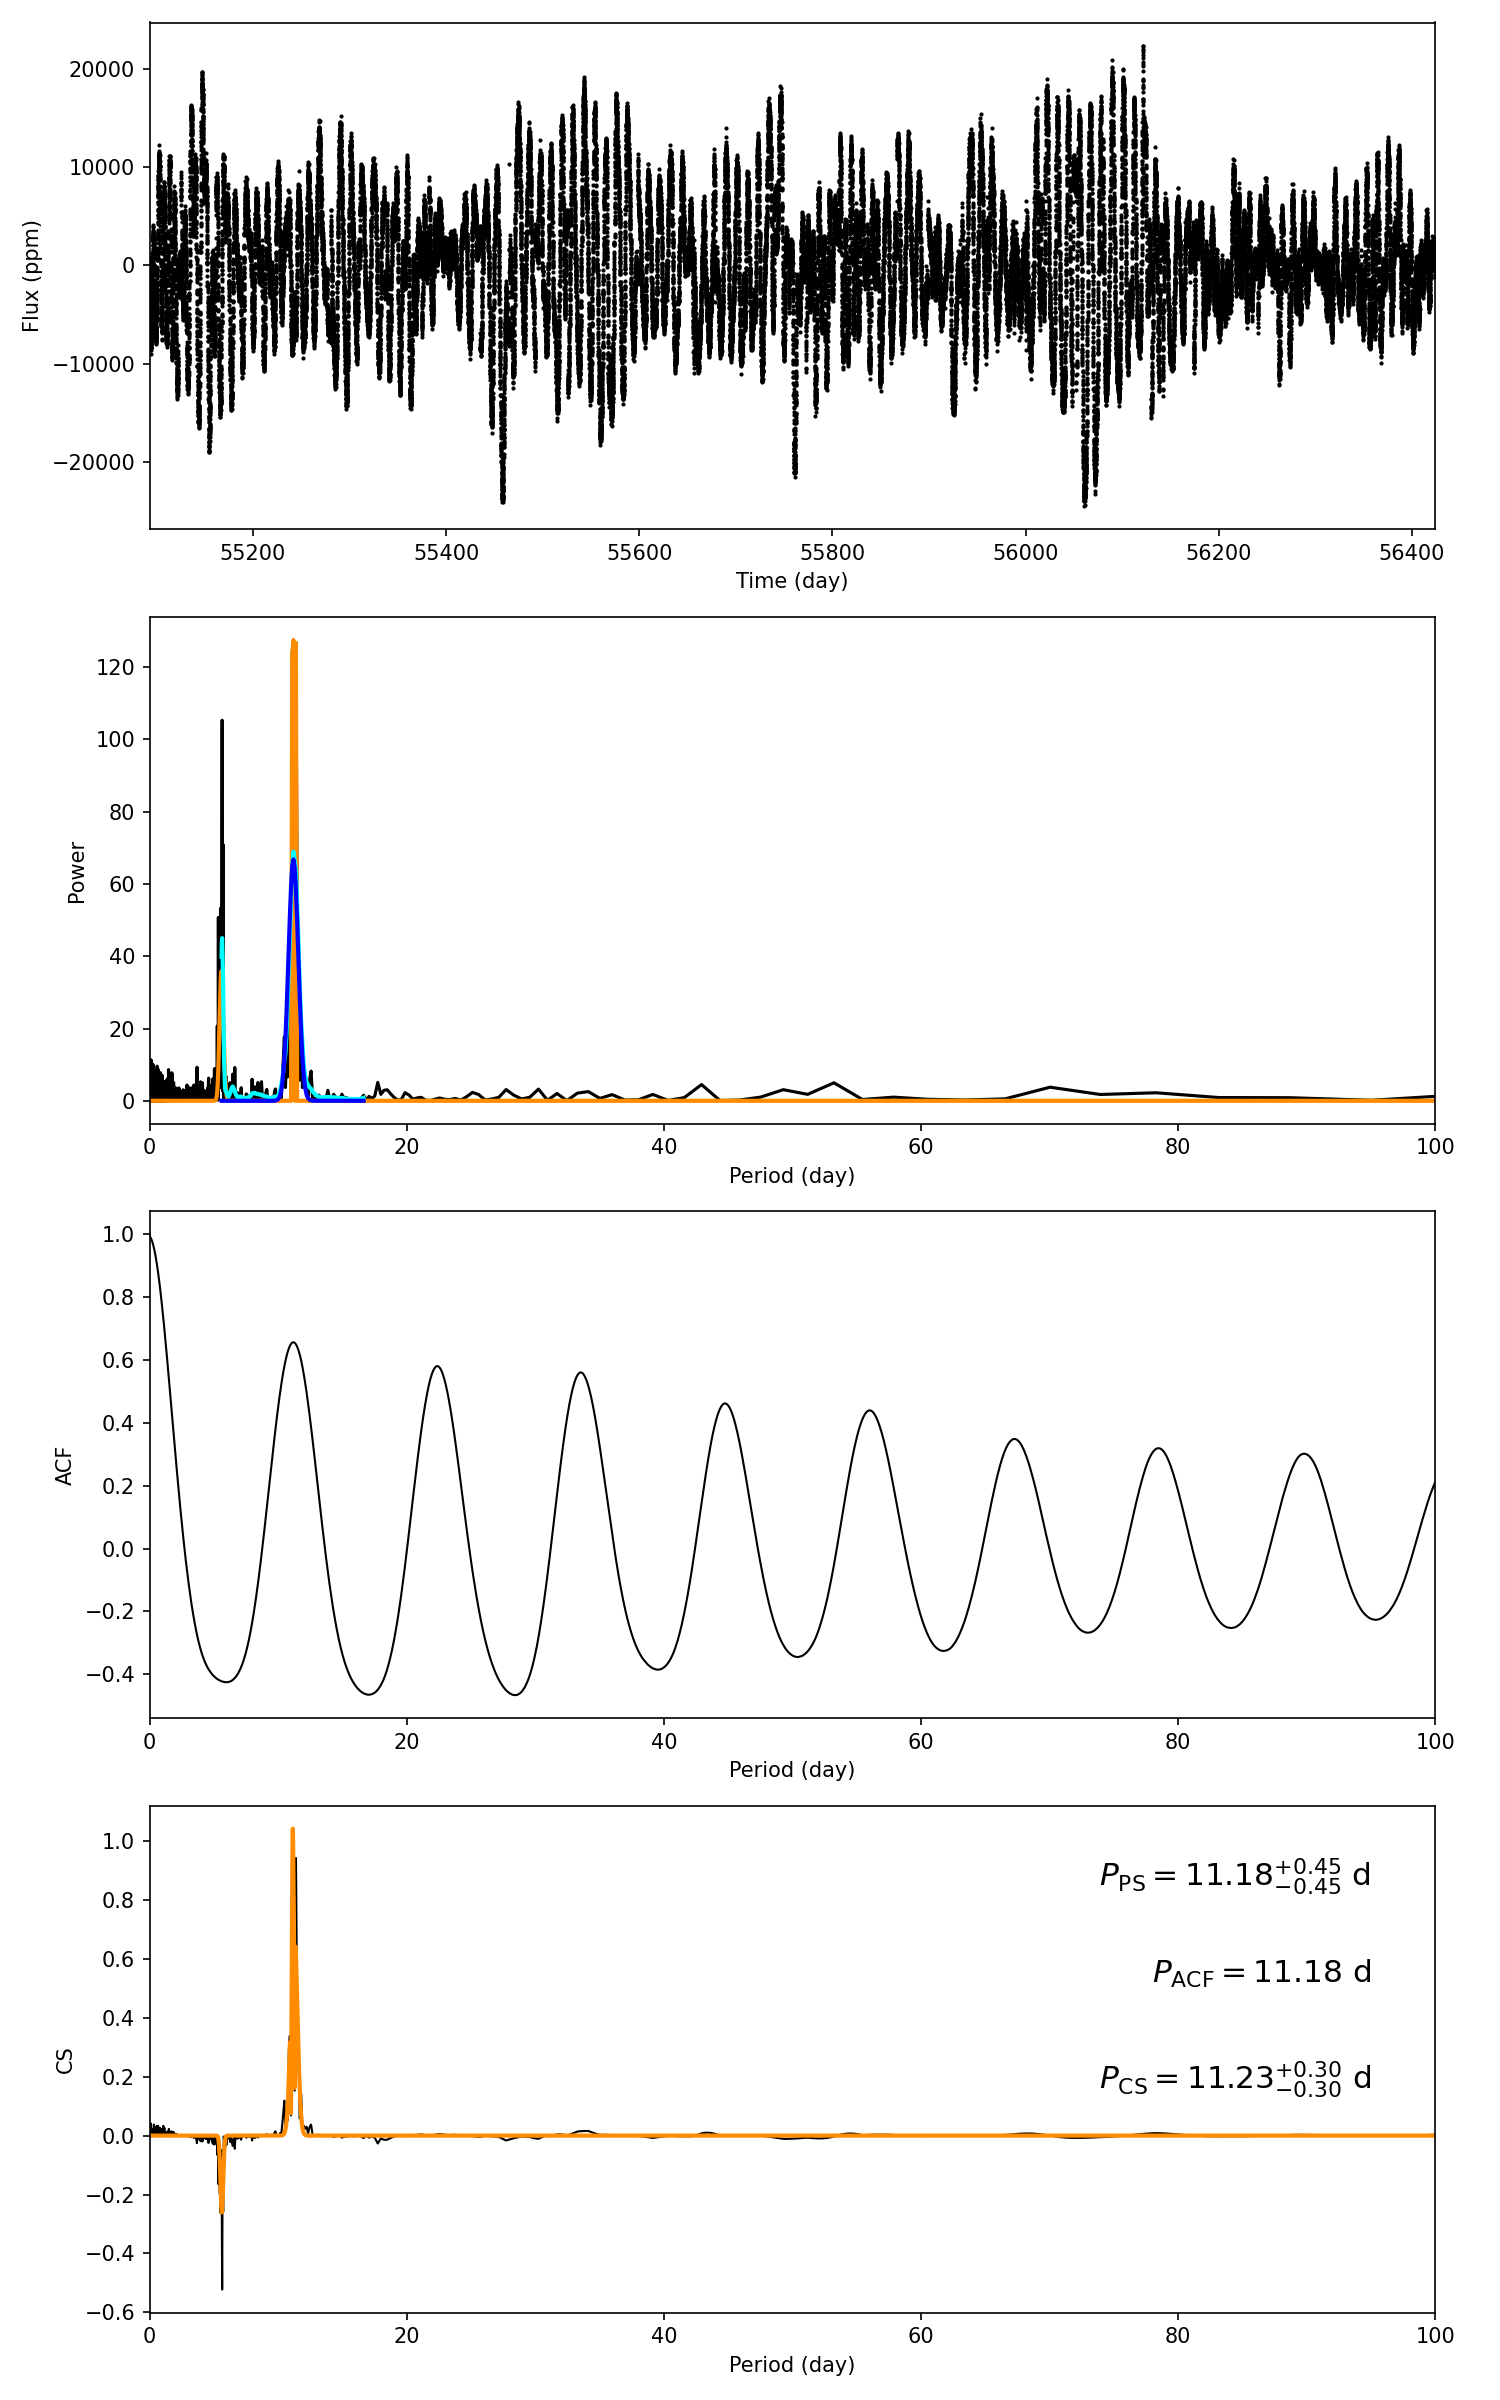 20000
10000
0
−10000
−20000
Flux (ppm)
55200 55400 55600 55800 56000 56200 56400
Time (day)
120
100
80
60
40
20
0
Power
0 20 40 60 80 100
Period (day)
1.0
0.8
0.6
0.4
0.2
0.0
−0.2
−0.4
ACF
0 20 40 60 80 100
Period (day)
1.0
0.8
0.6
0.4
0.2
0.0
−0.2
−0.4
−0.6
CS
P_PS = 11.18^{+0.45}_{−0.45} d
P_ACF = 11.18 d
P_CS = 11.23^{+0.30}_{−0.30} d
0 20 40 60 80 100
Period (day)